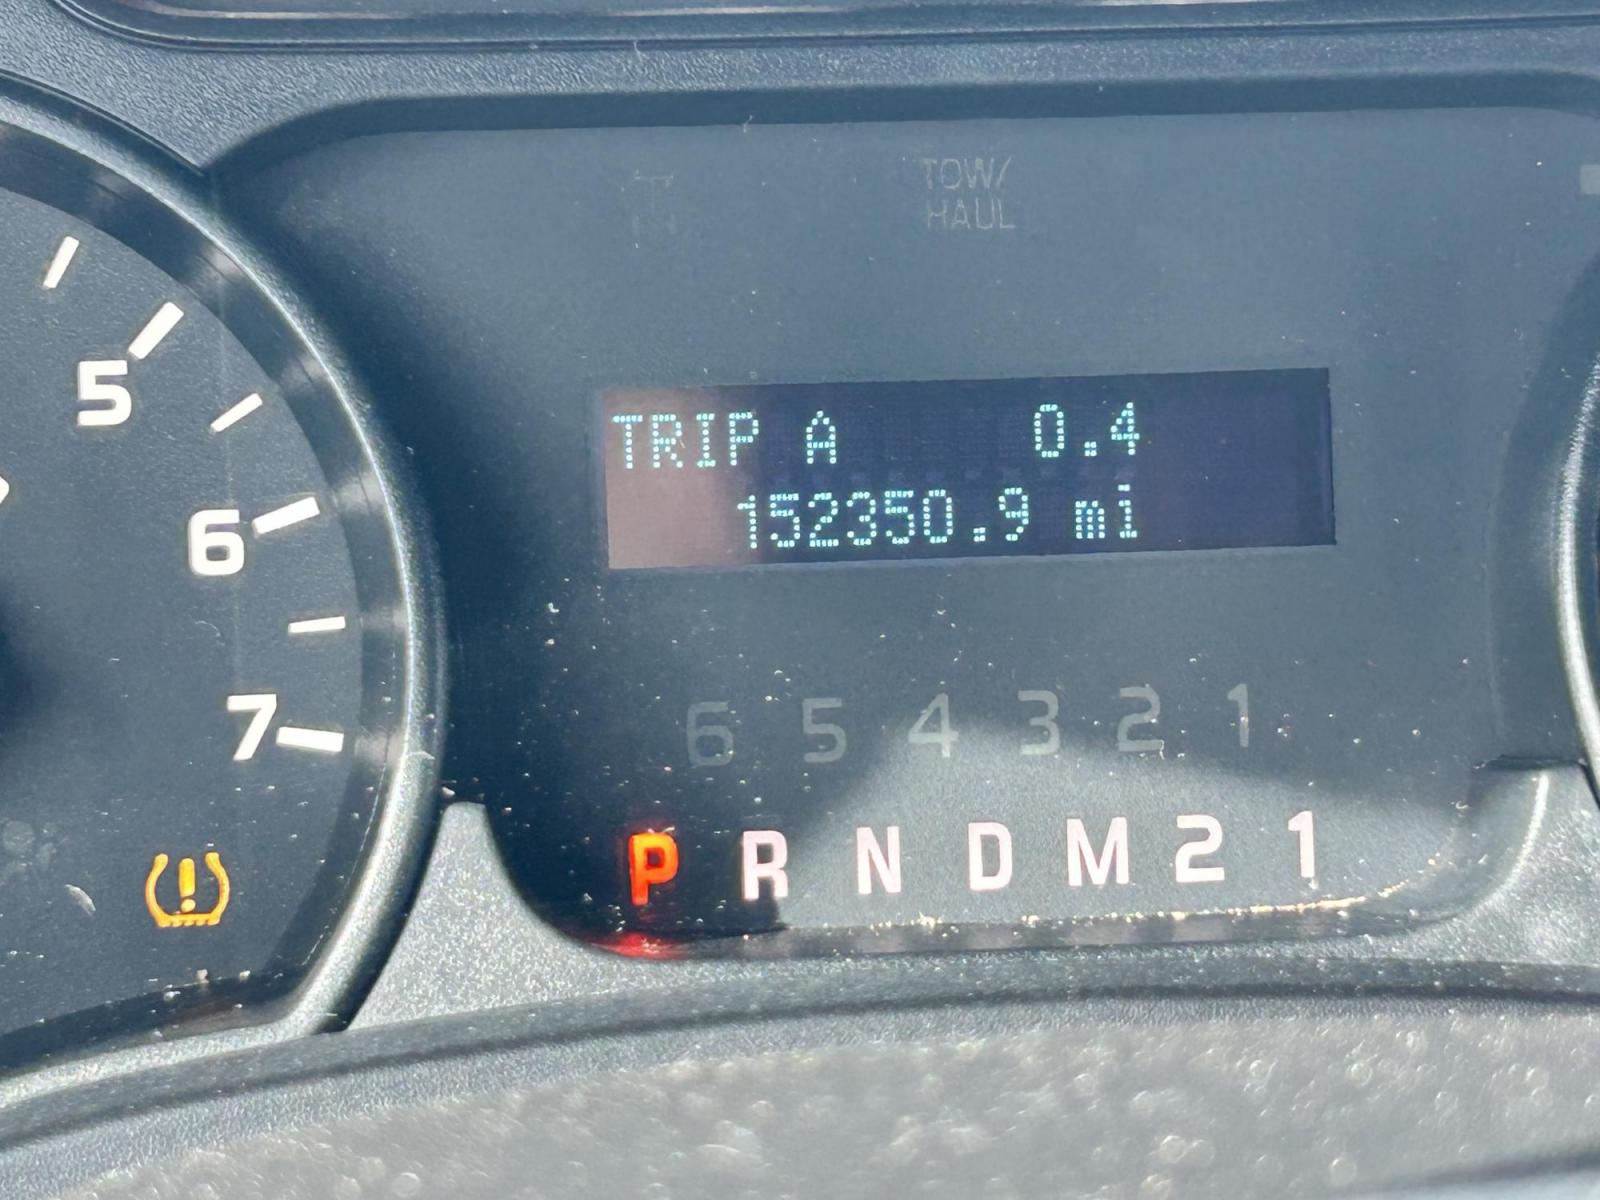 TOW/
HAUL
5
6
7
TRIP A 0.4
152350.9 mi
6 5 4 3 2 1
P R N D M 2 1